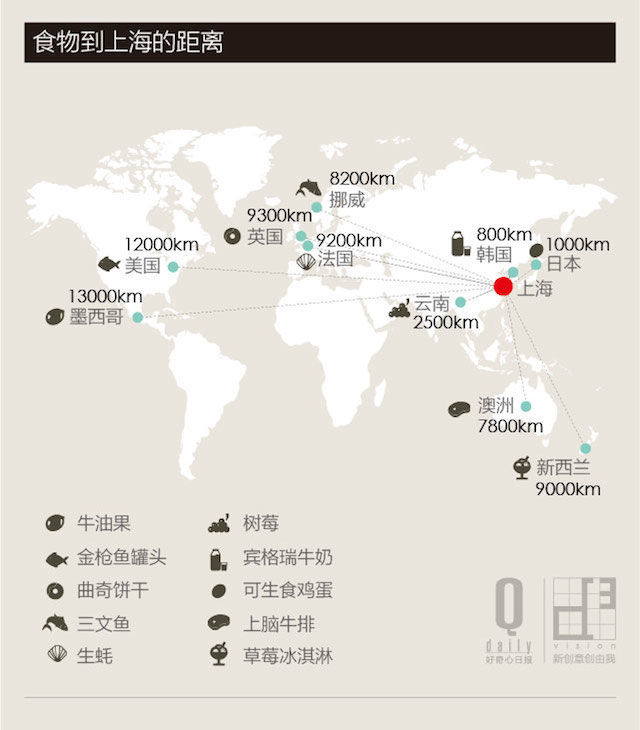 食物到上海的距离
8200km
挪威
9300km
英国
9200km
法国
12000km
美国
13000km
墨西哥
800km
韩国
1000km
日本
上海
云南
2500km
澳洲
7800km
新西兰
9000km
牛油果
树莓
金枪鱼罐头
宾格瑞牛奶
曲奇饼干
可生食鸡蛋
三文鱼
上脑牛排
生蚝
草莓冰淇淋
Q
daily
好奇心日报
d3
vision
新创意创由我